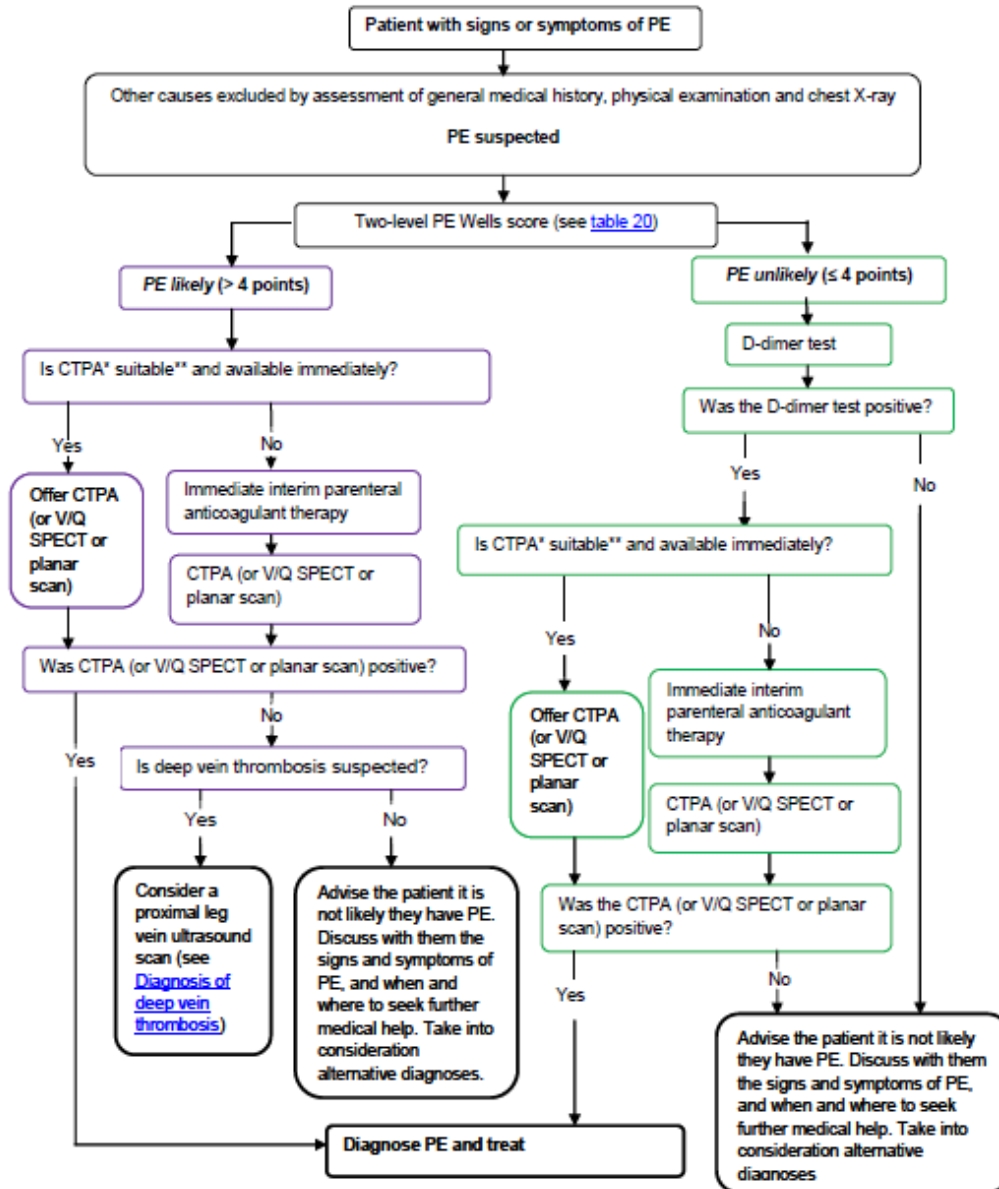 Patient with signs or symptoms of PE
Other causes excluded by assessment of general medical history, physical examination and chest X-ray
PE suspected
Two-level PE Wells score (see table 20)
PE likely (> 4 points)
PE unlikely (≤ 4 points)
D-dimer test
Is CTPA* suitable** and available immediately?
Was the D-dimer test positive?
Yes
No
Yes
No
Offer CTPA
(or V/Q
SPECT or
planar
scan)
Immediate interim parenteral
anticoagulant therapy
CTPA (or V/Q SPECT or
planar scan)
Is CTPA* suitable** and available immediately?
Yes
No
Was CTPA (or V/Q SPECT or planar scan) positive?
Offer CTPA
(or V/Q
SPECT or
planar
scan)
Immediate interim
parenteral anticoagulant
therapy
No
Yes
Is deep vein thrombosis suspected?
CTPA (or V/Q SPECT or
planar scan)
Yes
No
Consider a
proximal leg
vein ultrasound
scan (see
Diagnosis of
deep vein
thrombosis)
Advise the patient it is
not likely they have PE.
Discuss with them the
signs and symptoms of
PE, and when and
where to seek further
medical help. Take into
consideration
alternative diagnoses.
Was the CTPA (or V/Q SPECT or planar
scan) positive?
Yes
No
Advise the patient it is not likely
they have PE. Discuss with them
the signs and symptoms of PE,
and when and where to seek
further medical help. Take into
consideration alternative
diagnoses
Diagnose PE and treat